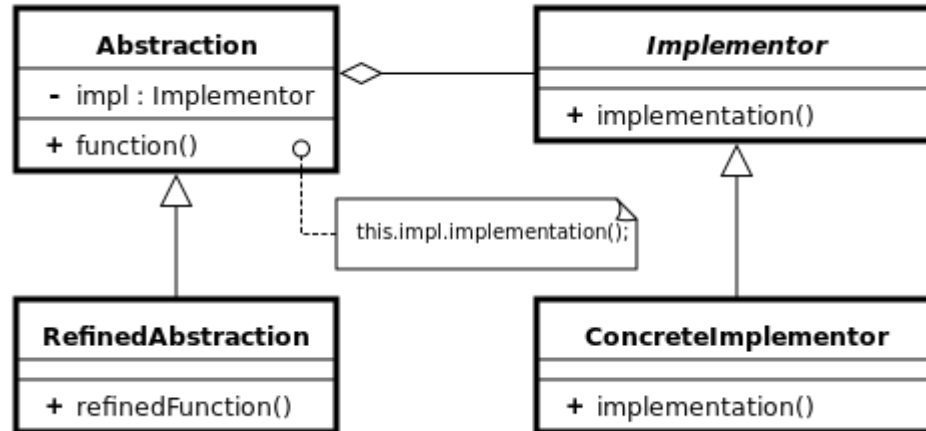 Abstraction
- impl : Implementor
+ function()
Implementor
+ implementation()
this.impl.implementation();
RefinedAbstraction
+ refinedFunction()
ConcreteImplementor
+ implementation()